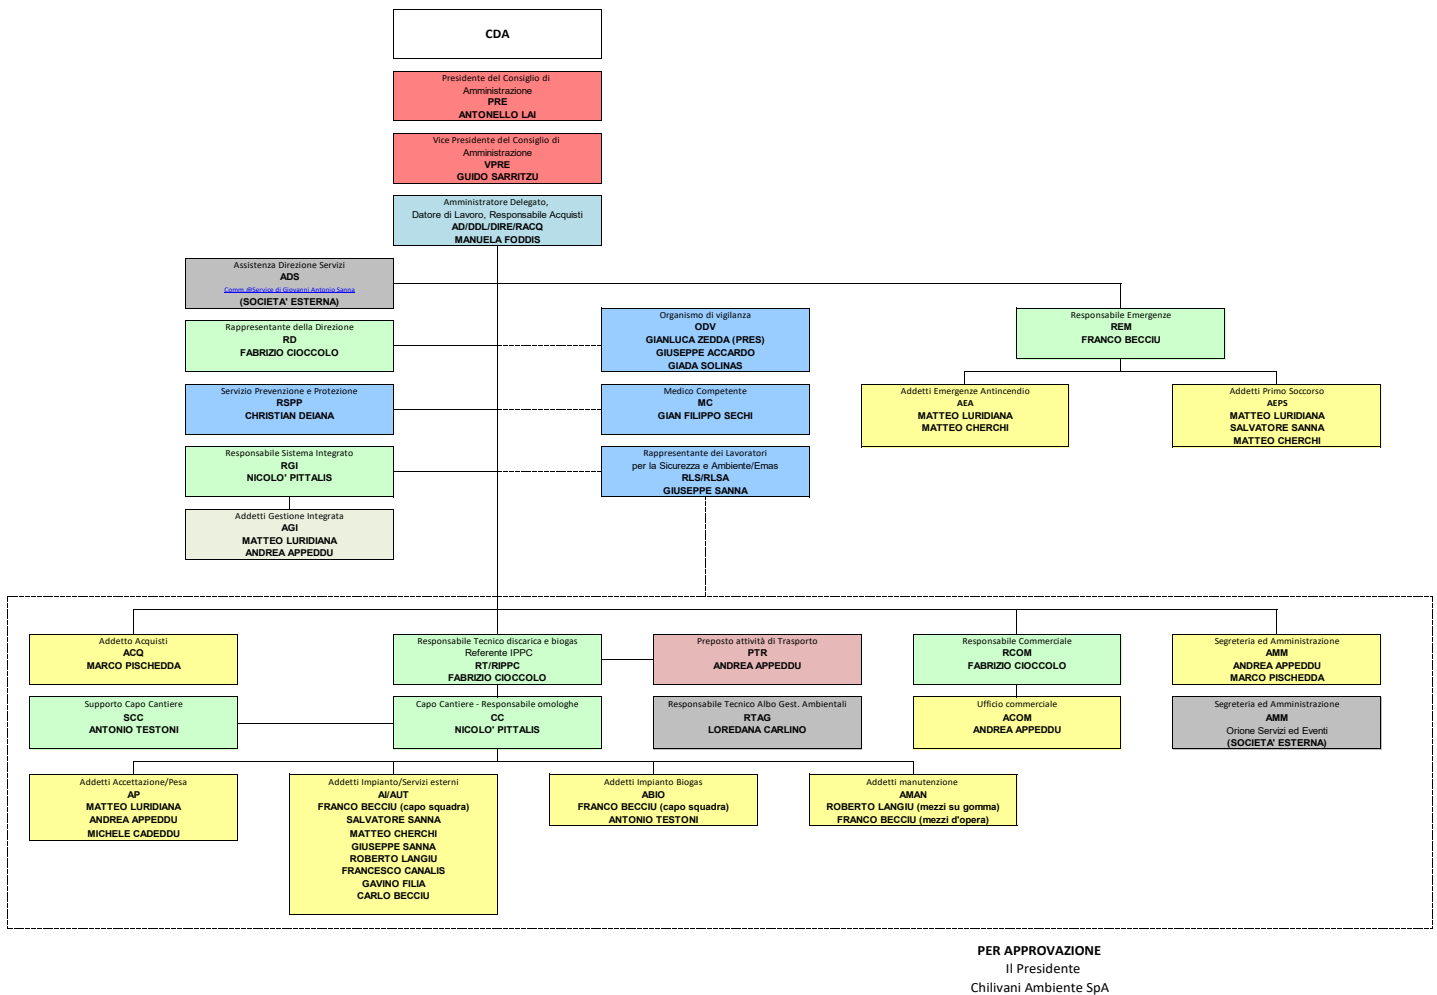 CDA
Presidente del Consiglio di
Amministrazione
PRE
ANTONELLO LAI
Vice Presidente del Consiglio di
Amministrazione
VPRE
GUIDO SARRITZU
Amministratore Delegato,
Datore di Lavoro, Responsabile Acquisti
AD/DDL/DIRE/RACQ
MANUELA FODDIS
Assistenza Direzione Servizi
ADS
Comm.@Service di Giovanni Antonio Sanna
(SOCIETA' ESTERNA)
Rappresentante della Direzione
RD
FABRIZIO CIOCCOLO
Organismo di vigilanza
ODV
GIANLUCA ZEDDA (PRES)
GIUSEPPE ACCARDO
GIADA SOLINAS
Responsabile Emergenze
REM
FRANCO BECCIU
Servizio Prevenzione e Protezione
RSPP
CHRISTIAN DEIANA
Medico Competente
MC
GIAN FILIPPO SECHI
Addetti Emergenze Antincendio
AEA
MATTEO LURIDIANA
MATTEO CHERCHI
Addetti Primo Soccorso
AEPS
MATTEO LURIDIANA
SALVATORE SANNA
MATTEO CHERCHI
Responsabile Sistema Integrato
RGI
NICOLO' PITTALIS
Rappresentante dei Lavoratori
per la Sicurezza e Ambiente/Emas
RLS/RLSA
GIUSEPPE SANNA
Addetti Gestione Integrata
AGI
MATTEO LURIDIANA
ANDREA APPEDDU
Addetto Acquisti
ACQ
MARCO PISCHEDDA
Responsabile Tecnico discarica e biogas
Referente IPPC
RT/RIPPC
FABRIZIO CIOCCOLO
Preposto attività di Trasporto
PTR
ANDREA APPEDDU
Responsabile Commerciale
RCOM
FABRIZIO CIOCCOLO
Segreteria ed Amministrazione
AMM
ANDREA APPEDDU
MARCO PISCHEDDA
Supporto Capo Cantiere
SCC
ANTONIO TESTONI
Capo Cantiere - Responsabile omologhe
CC
NICOLO' PITTALIS
Responsabile Tecnico Albo Gest. Ambientali
RTAG
LOREDANA CARLINO
Ufficio commerciale
ACOM
ANDREA APPEDDU
Segreteria ed Amministrazione
AMM
Orione Servizi ed Eventi
(SOCIETA' ESTERNA)
Addetti Accettazione/Pesa
AP
MATTEO LURIDIANA
ANDREA APPEDDU
MICHELE CADEDDU
Addetti Impianto/Servizi esterni
AI/AUT
FRANCO BECCIU (capo squadra)
SALVATORE SANNA
MATTEO CHERCHI
GIUSEPPE SANNA
ROBERTO LANGIU
FRANCESCO CANALIS
GAVINO FILIA
CARLO BECCIU
Addetti Impianto Biogas
ABIO
FRANCO BECCIU (capo squadra)
ANTONIO TESTONI
Addetti manutenzione
AMAN
ROBERTO LANGIU (mezzi su gomma)
FRANCO BECCIU (mezzi d'opera)
PER APPROVAZIONE
Il Presidente
Chilivani Ambiente SpA